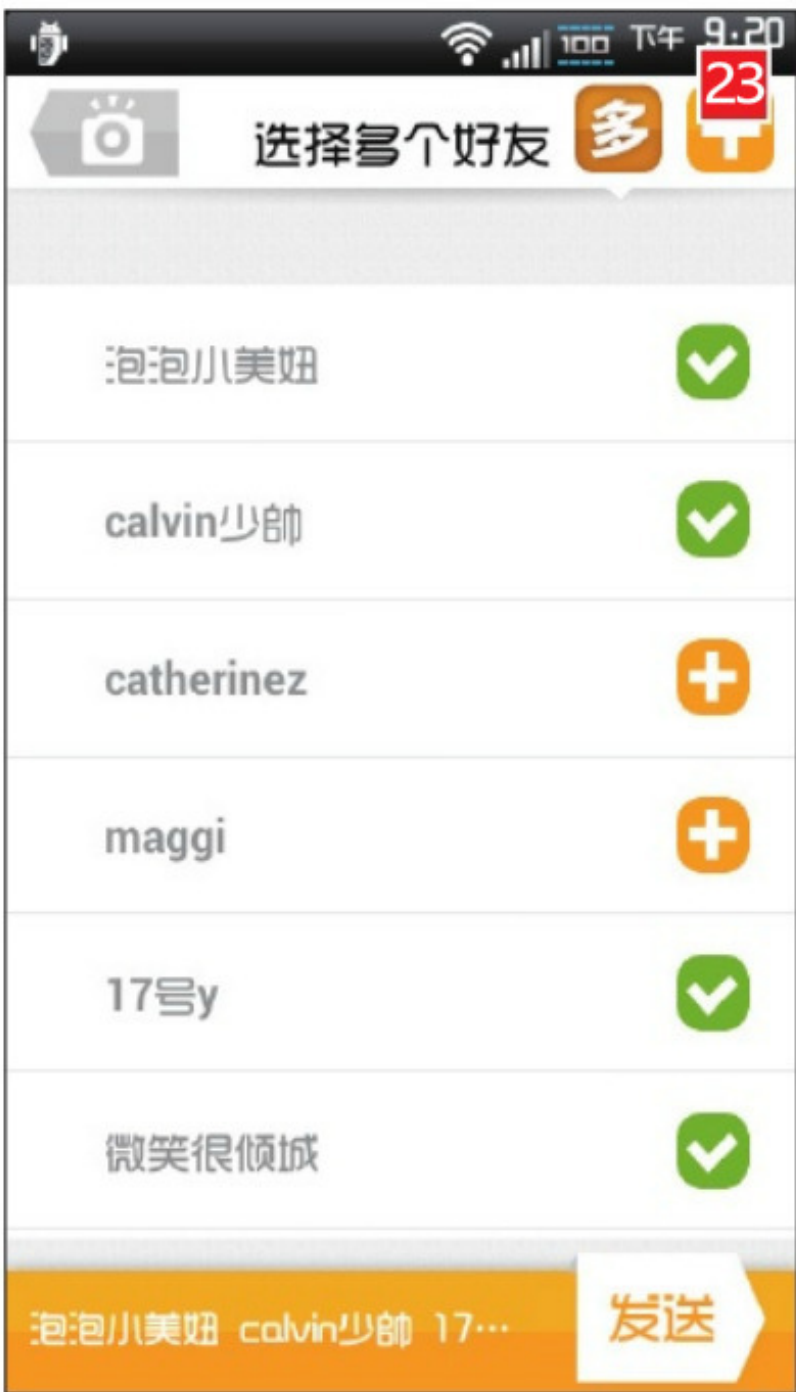 100 下午 9:20
23
选择多个好友 多
泡泡小美妞
calvin少帥
catherinez
maggi
17号y
微笑很倾城
泡泡小美妞 calvin少帥 17… 发送